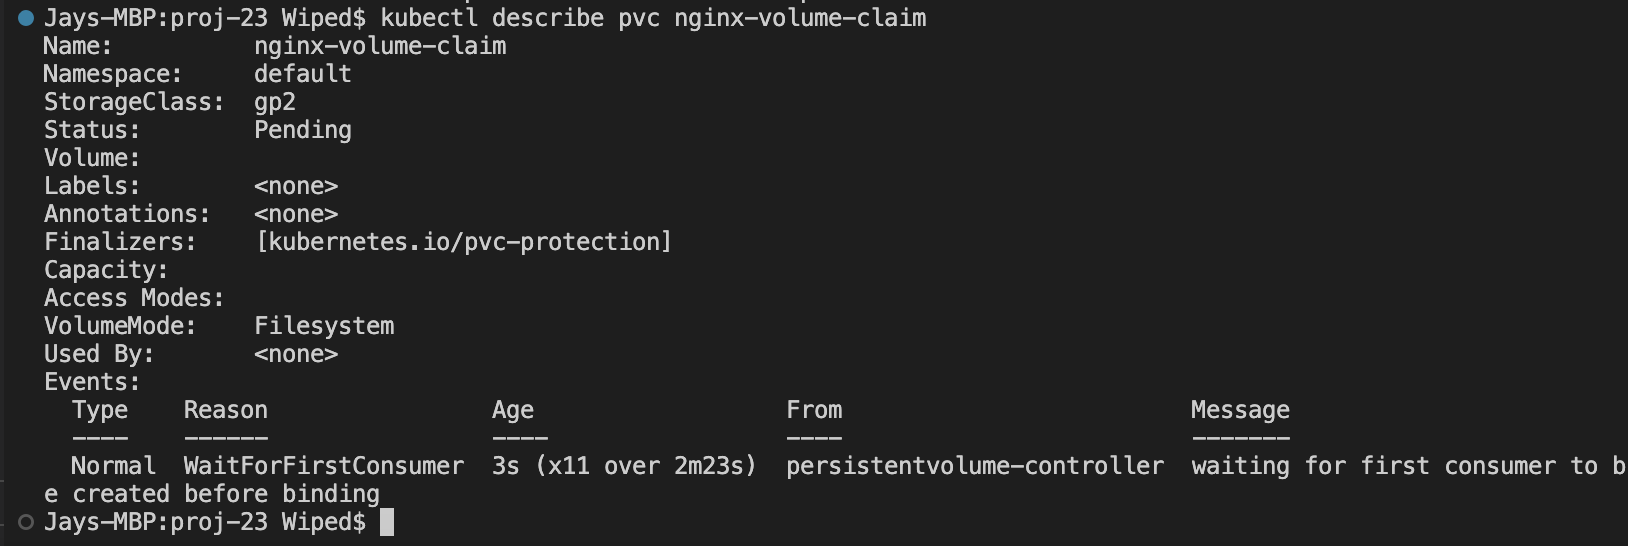 Jays-MBP:proj-23 Wiped$ kubectl describe pvc nginx-volume-claim
Name:          nginx-volume-claim
Namespace:     default
StorageClass:  gp2
Status:        Pending
Volume:
Labels:        <none>
Annotations:   <none>
Finalizers:    [kubernetes.io/pvc-protection]
Capacity:
Access Modes:
VolumeMode:    Filesystem
Used By:       <none>
Events:
  Type    Reason                Age                  From                         Message
  ----    ------                ----                 ----                         -------
  Normal  WaitForFirstConsumer  3s (x11 over 2m23s)  persistentvolume-controller  waiting for first consumer to b
e created before binding
Jays-MBP:proj-23 Wiped$